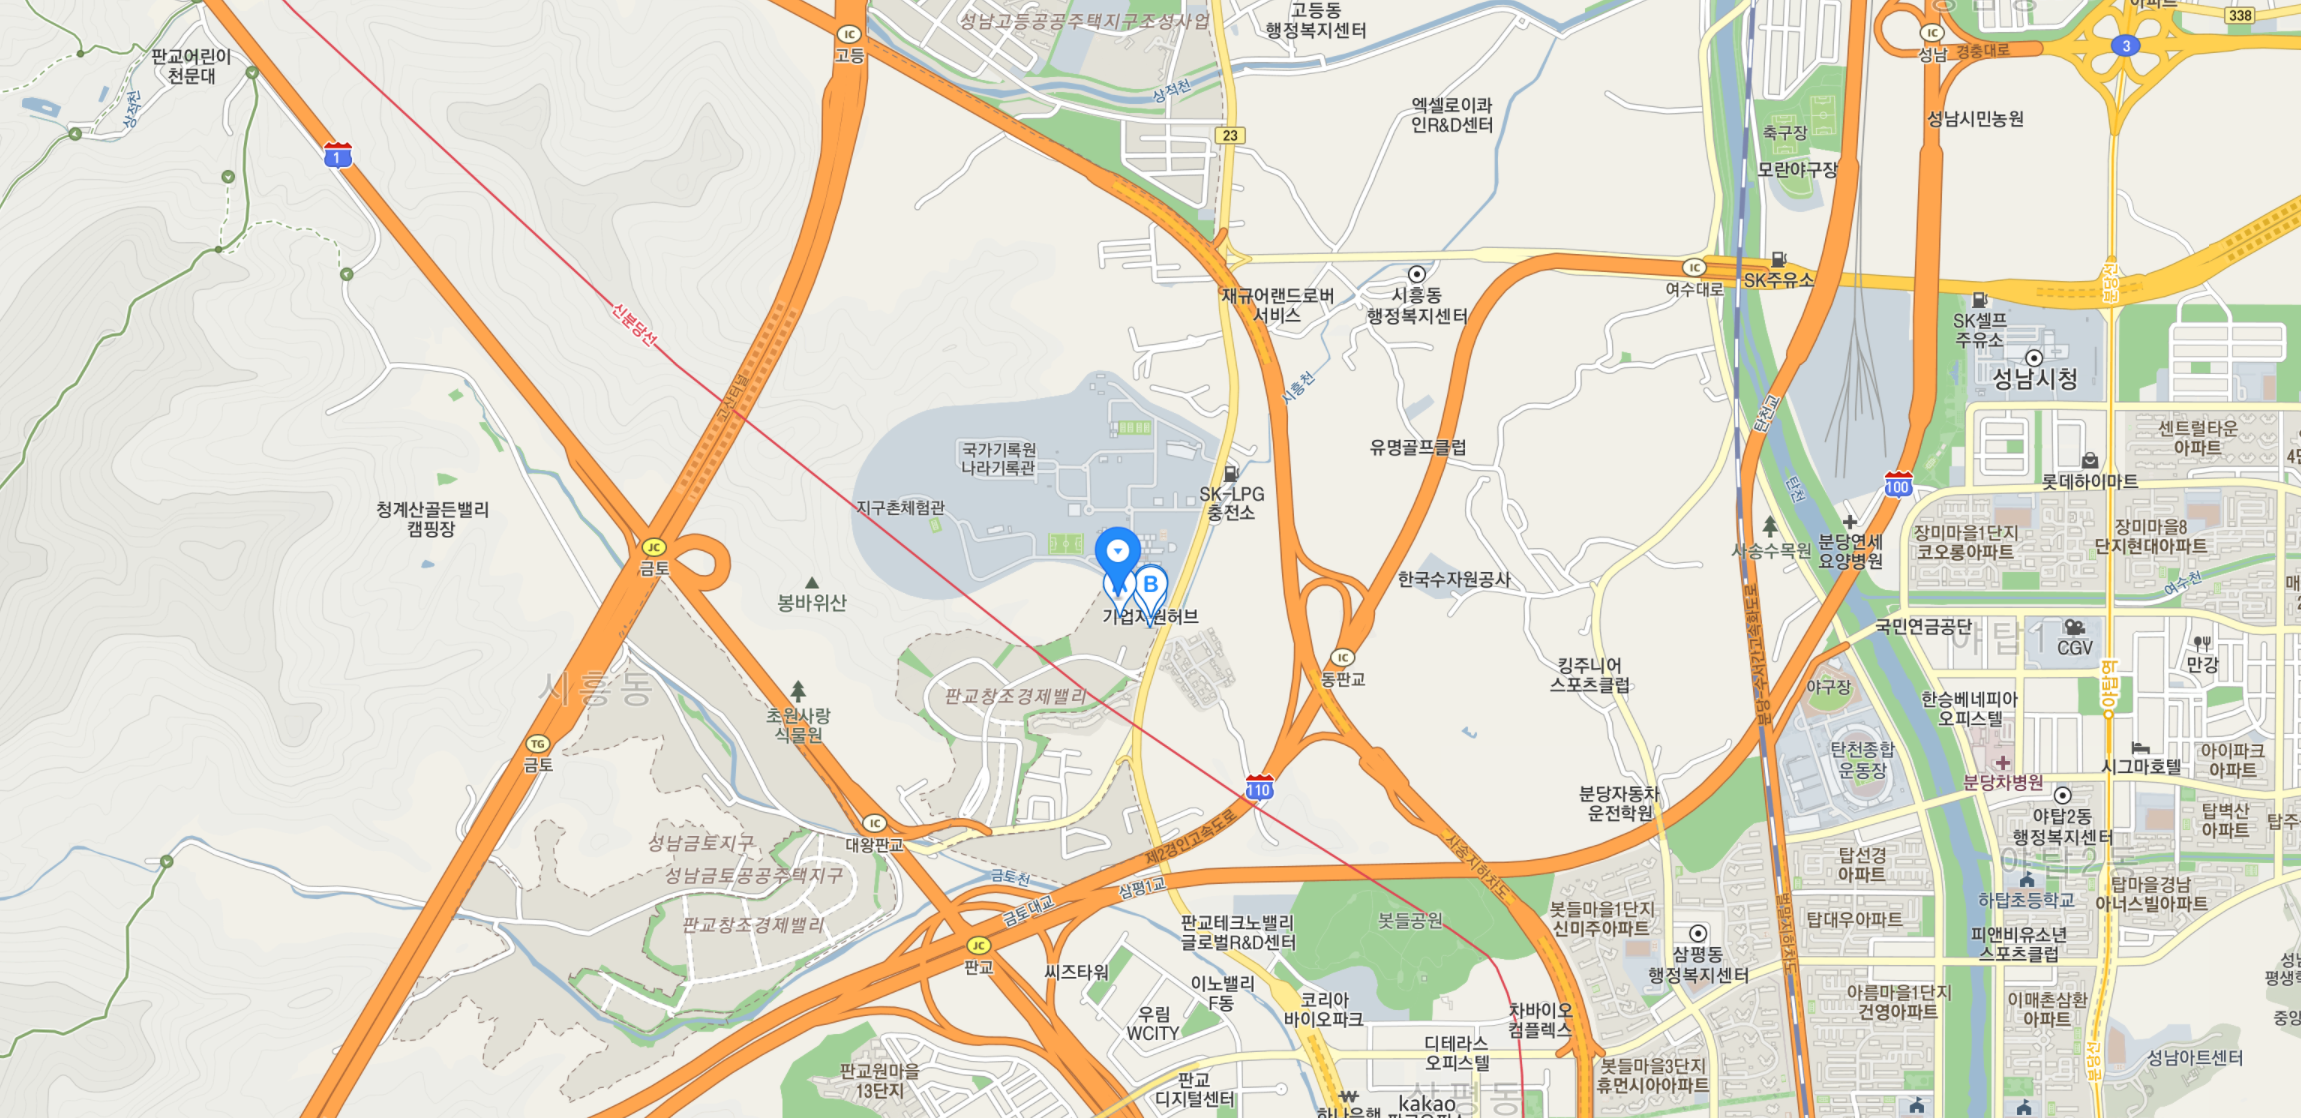 성남고등공공주택지구조성사업
고등동
행정복지센터
아파트
338
IC
고등
IC
성남
경충대로
3
판교어린이
천문대
상적천
상적천
엑셀로이콰
인R&D센터
성남시민농원
23
축구장
모란야구장
1
IC
여수대로
SK주유소
분당선
재규어랜드로버
서비스
시흥동
행정복지센터
신분당선
SK셀프
주유소
성남시청
시흥천
고산터널
탄천교
유명골프클럽
센트럴타운
아파트
국가기록원
나라기록관
롯데하이마트
SK-LPG
충전소
100
탄천
청계산골든밸리
캠핑장
지구촌체험관
사송수목원
분당연세
요양병원
장미마을1단지
코오롱아파트
장미마을8
단지현대아파트
JC
금토
봉바위산
B
기업지원허브
한국수자원공사
여수천
국민연금공단
CGV
만강
시흥동
IC
동판교
킹주니어
스포츠클럽
분당수서간고속화도로
야구장
야탑역
판교창조경제밸리
초원사랑
식물원
한승베네피아
오피스텔
TG
금토
탄천종합
운동장
아이파크
아파트
분당차병원
시그마호텔
110
분당자동차
운전학원
야탑2동
행정복지센터
탑벽산
아파트
IC
대왕판교
성남금토지구
성남금토공공주택지구
제2경인고속도로
사송지하차도
탑선경
아파트
야탑2동
금토천
금토대교
삼평1교
하탑초등학교
탑마을경남
아너스빌아파트
판교창조경제밸리
판교테크노밸리
글로벌R&D센터
봇들공원
봇들마을1단지
신미주아파트
탑대우아파트
벌말지하차도
JC
판교
씨즈타워
삼평동
행정복지센터
피앤비유소년
스포츠클럽
이노밸리
F동
코리아
바이오파크
차바이오
컴플렉스
아름마을1단지
건영아파트
이매촌삼환
아파트
우림
WCITY
디테라스
오피스텔
분당선
성남아트센터
판교원마을
13단지
판교
디지털센터
봇들마을3단지
휴먼시아아파트
삼평동
하나은행
kakao